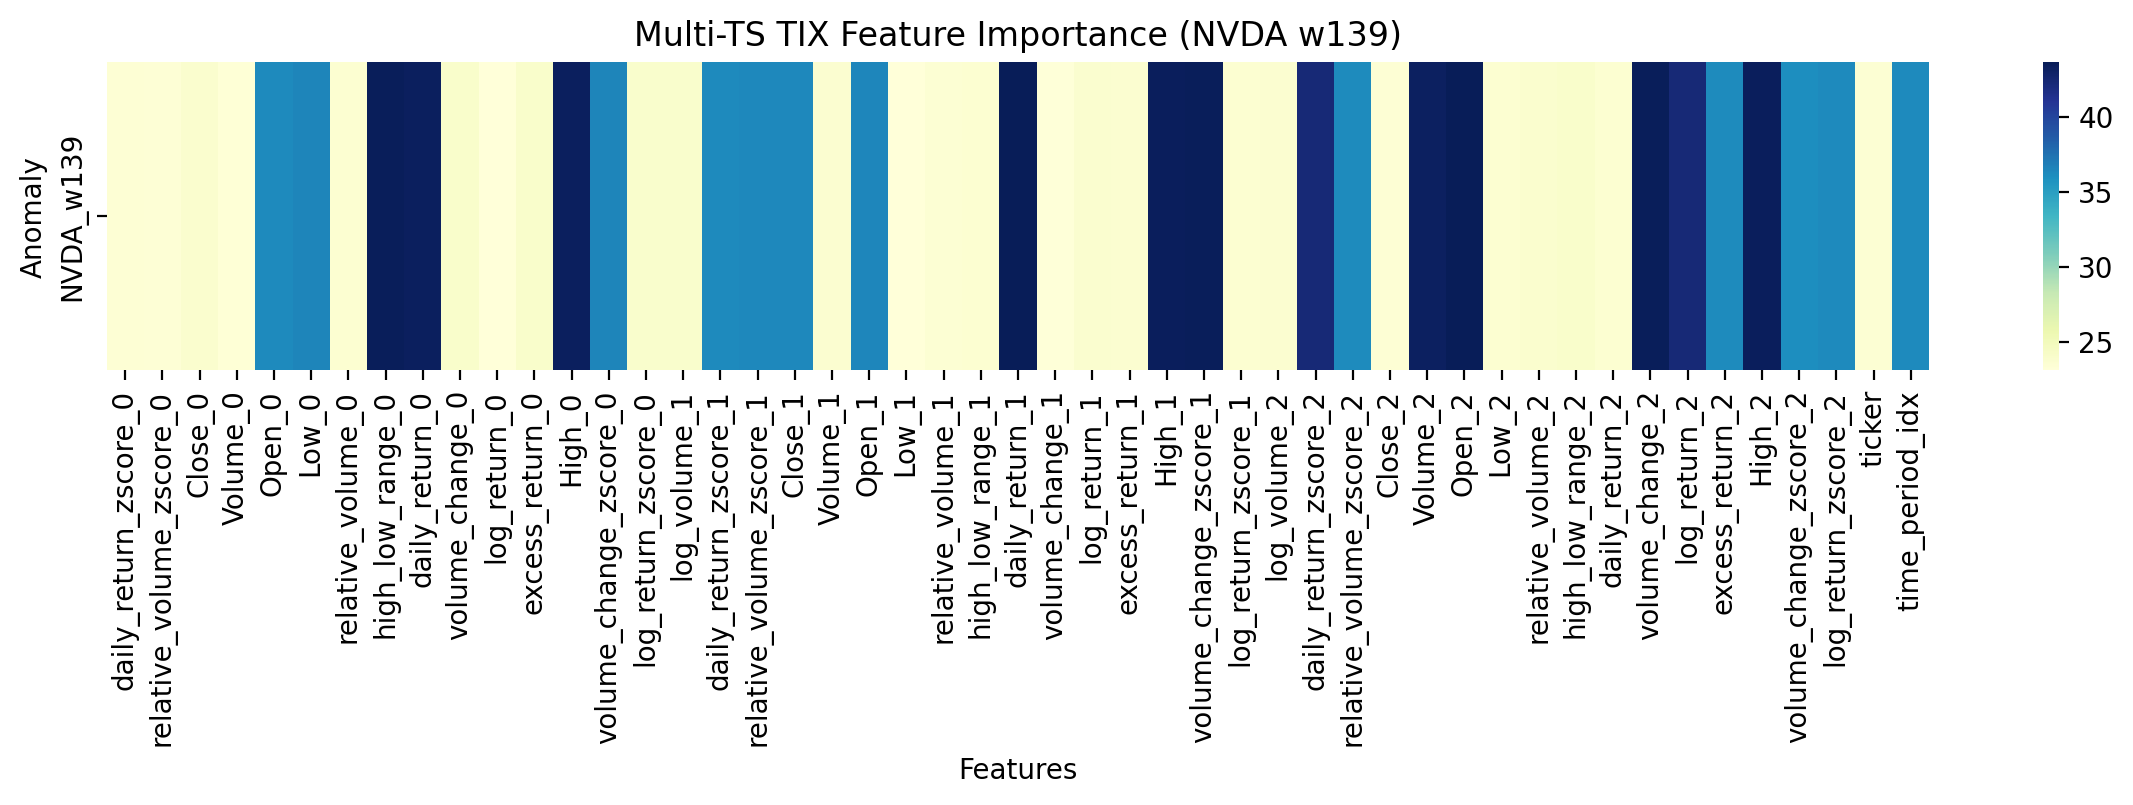 Multi-TS TIX Feature Importance (NVDA w139)
Anomaly
NVDA_w139
40
35
30
25
daily_return_zscore_0
relative_volume_zscore_0
Close_0
Volume_0
Open_0
Low_0
relative_volume_0
high_low_range_0
daily_return_0
volume_change_0
log_return_0
excess_return_0
High_0
volume_change_zscore_0
log_return_zscore_0
log_volume_1
daily_return_zscore_1
relative_volume_zscore_1
Close_1
Volume_1
Open_1
Low_1
relative_volume_1
high_low_range_1
daily_return_1
volume_change_1
log_return_1
excess_return_1
High_1
volume_change_zscore_1
log_return_zscore_1
log_volume_2
daily_return_zscore_2
relative_volume_zscore_2
Close_2
Volume_2
Open_2
Low_2
relative_volume_2
high_low_range_2
daily_return_2
volume_change_2
log_return_2
excess_return_2
High_2
volume_change_zscore_2
log_return_zscore_2
ticker
time_period_idx
Features